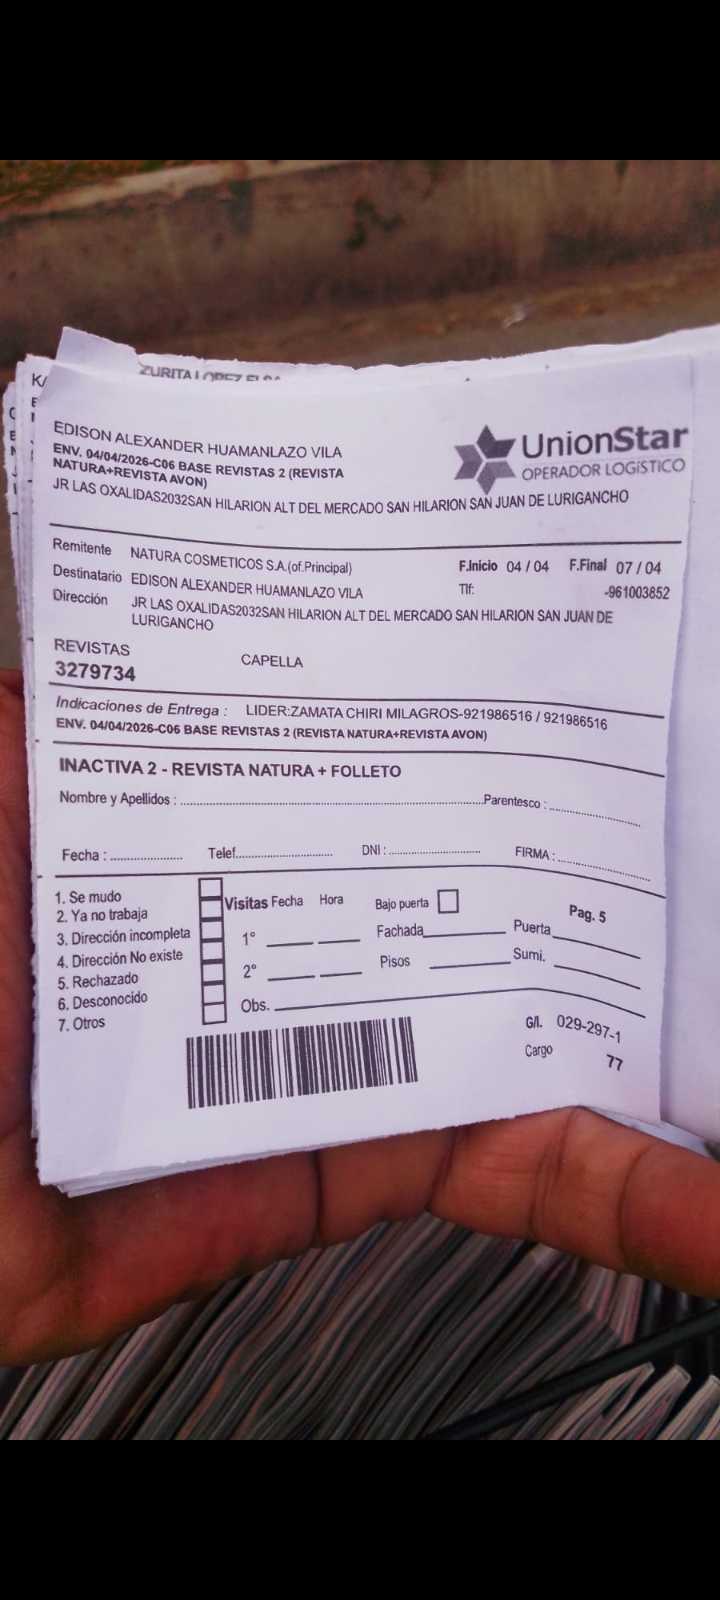 ZURITA LOPEZ
EDISON ALEXANDER HUAMANLAZO VILA
ENV. 04/04/2026-C06 BASE REVISTAS 2 (REVISTA
NATURA+REVISTA AVON)
JR LAS OXALIDAS2032SAN HILARION ALT DEL MERCADO SAN HILARION SAN JUAN DE LURIGANCHO
UnionStar
OPERADOR LOGíSTICO
Remitente NATURA COSMETICOS S.A.(of.Principal)
F.Inicio 04 / 04 F.Final 07 / 04
Destinatario EDISON ALEXANDER HUAMANLAZO VILA
Tlf: -961003852
Dirección JR LAS OXALIDAS2032SAN HILARION ALT DEL MERCADO SAN HILARION SAN JUAN DE
LURIGANCHO
REVISTAS
3279734 CAPELLA
Indicaciones de Entrega : LIDER:ZAMATA CHIRI MILAGROS-921986516 / 921986516
ENV. 04/04/2026-C06 BASE REVISTAS 2 (REVISTA NATURA+REVISTA AVON)
INACTIVA 2 - REVISTA NATURA + FOLLETO
Nombre y Apellidos : Parentesco :
Fecha : Telef. DNI : FIRMA :
1. Se mudo
2. Ya no trabaja
3. Dirección incompleta
4. Dirección No existe
5. Rechazado
6. Desconocido
7. Otros
Visitas Fecha Hora Bajo puerta Pag. 5
1° Fachada Puerta
2° Pisos Sumi.
Obs.
G/I. 029-297-1
Cargo 77